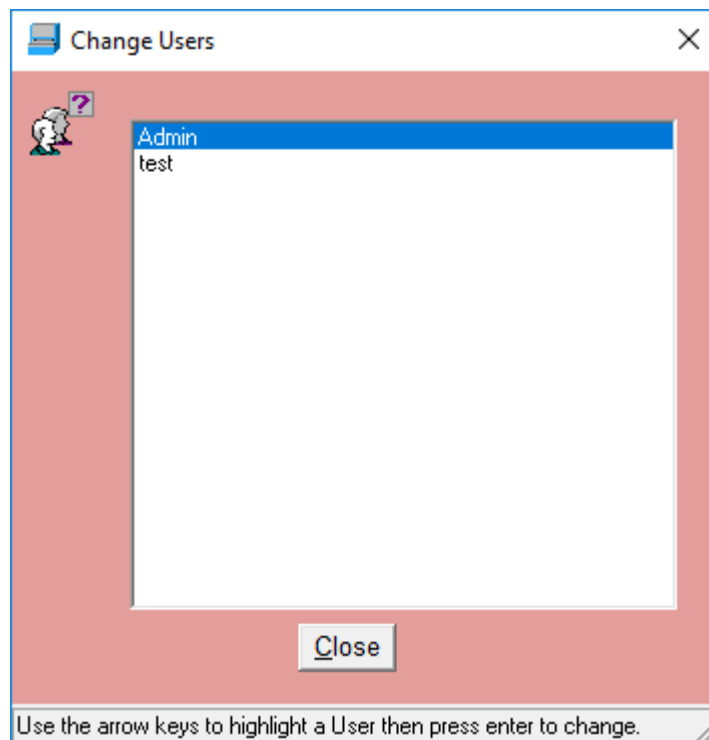 Change Users
?
Admin
test
Close
Use the arrow keys to highlight a User then press enter to change.